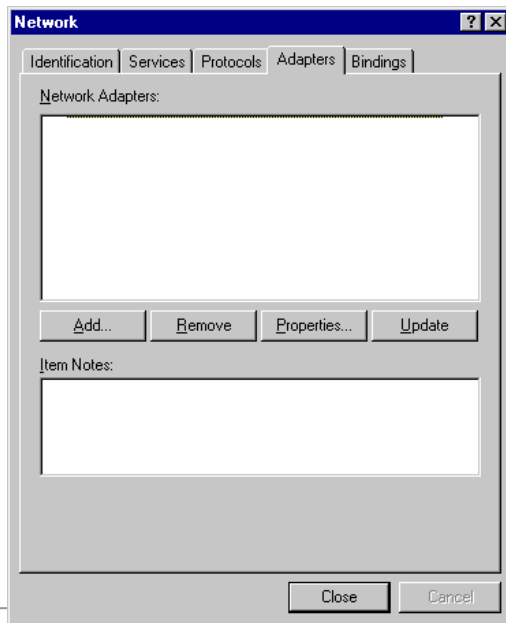 Network
Identification Services Protocols Adapters Bindings
Network Adapters:
Add... Remove Properties... Update
Item Notes:
Close Cancel